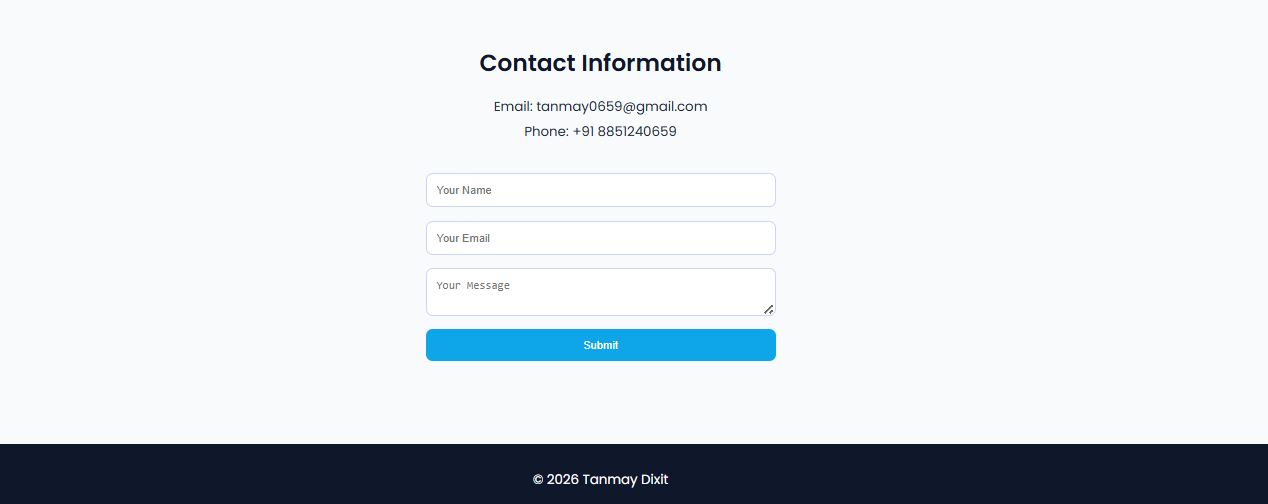 Contact Information
Email: tanmay0659@gmail.com
Phone: +91 8851240659
Your Name
Your Email
Your Message
Submit
© 2026 Tanmay Dixit